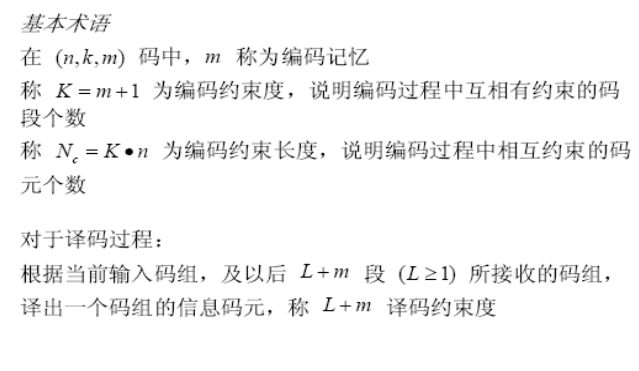 基本术语
在 (n,k,m) 码中，m 称为编码记忆
称 K=m+1 为编码约束度，说明编码过程中互相有约束的码
段个数
称 N_c=K•n 为编码约束长度，说明编码过程中相互约束的码
元个数
对于译码过程：
根据当前输入码组，及以后 L+m 段 (L≥1) 所接收的码组，
译出一个码组的信息码元，称 L+m 译码约束度